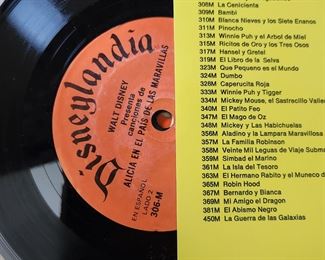 Disneylandia
WALT DISNEY
Presenta
canciones de
ALICIA EN EL PAIS DE LAS MARAVILLAS
EN ESPAÑOL
LADO 2
306-M
308M La Cenicienta
309M Bambi
310M Blanca Nieves y los Siete Enanos
311M Pinocho
313M Winnie Puh y el Arbol de Miel
315M Ricitos de Oro y los Tres Osos
317M Hansel y Gretel
319M El Libro de la Selva
323M Que Pequeno es el Mundo
324M Dumbo
326M Caperucita Roja
333M Winnie Puh y Tigger
334M Mickey Mouse, el Sastrecillo Valie
340M El Patito Feo
347M El Mago de Oz
348M Mickey y las Habichuelas
356M Aladino y la Lampara Maravillosa
357M La Familia Robinson
358M Veinte Mil Leguas de Viaje Subma
359M Simbad el Marino
361M La Isla del Tesoro
363M El Hermano Rabito y el Muneco de
365M Robin Hood
367M Bernardo y Bianca
369M Mi Amigo el Dragon
381M El Abismo Negro
450M La Guerra de las Galaxias